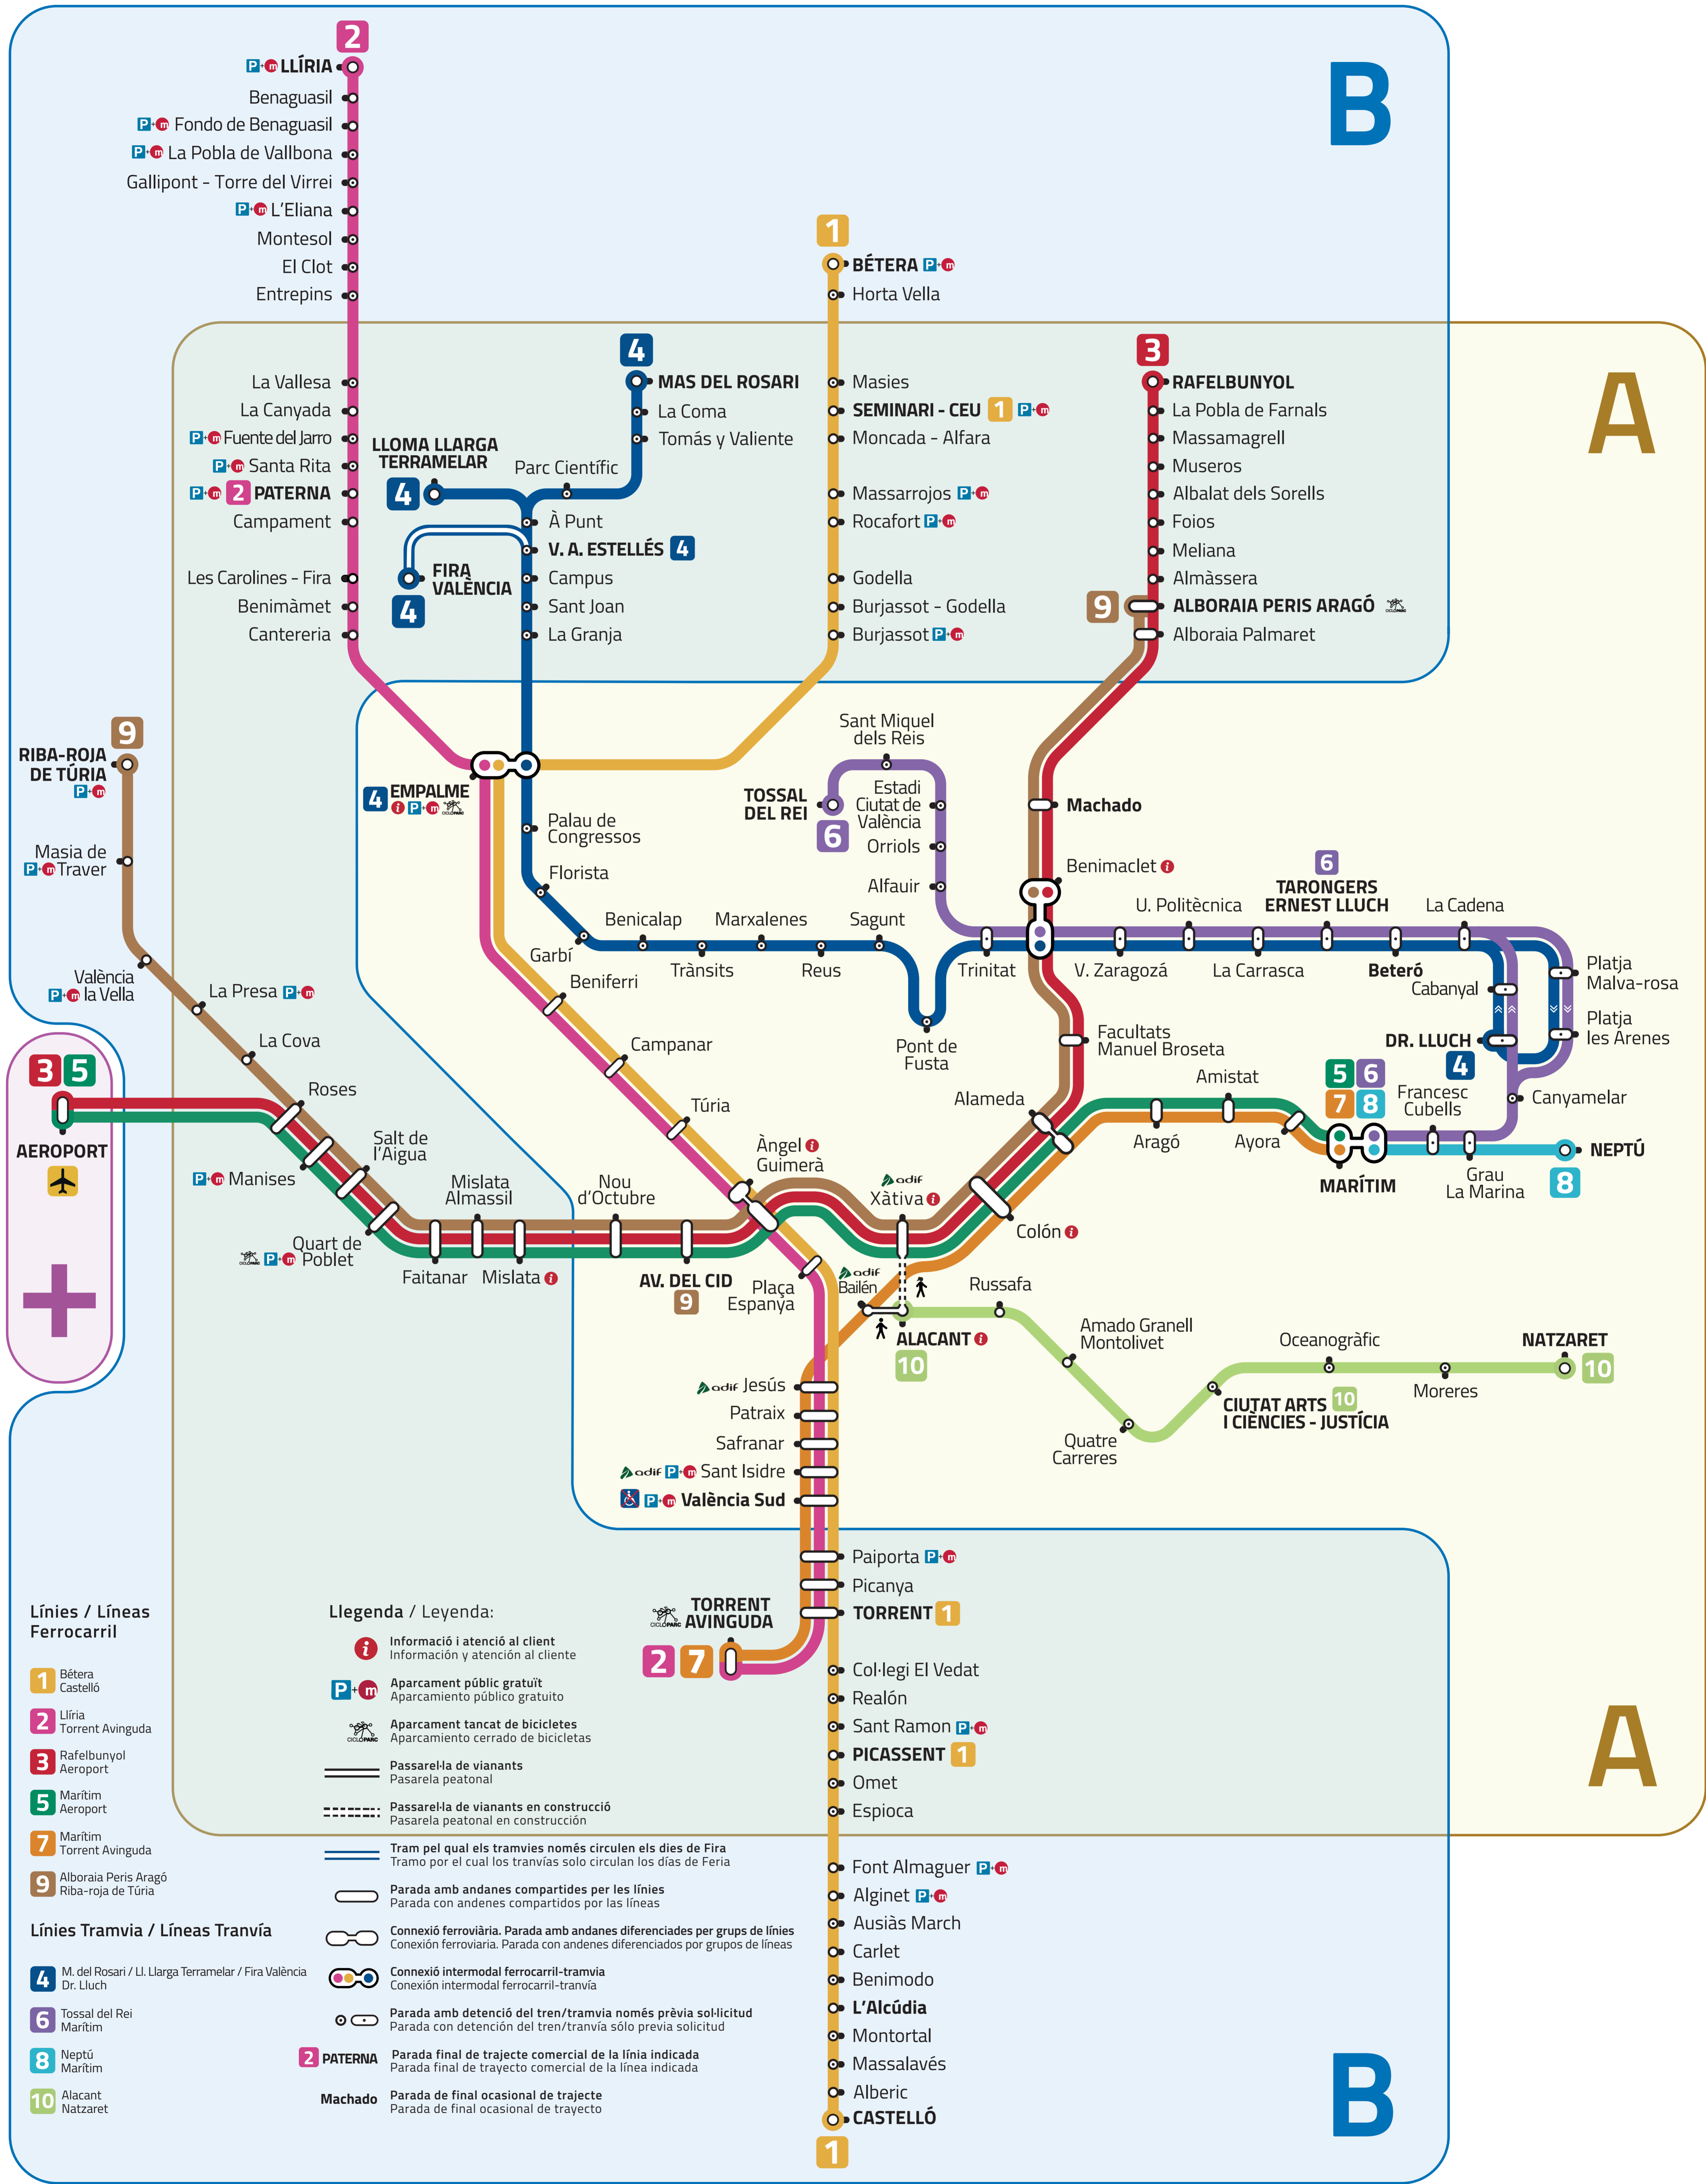 2
P+m LLÍRIA
Benaguasil
P+m Fondo de Benaguasil
P+m La Pobla de Vallbona
Gallipont - Torre del Virrei
P+m L'Eliana
Montesol
El Clot
Entrepins
B
1
BÉTERA P+m
Horta Vella
La Vallesa
La Canyada
P+m Fuente del Jarro
P+m Santa Rita
P+m 2 PATERNA
Campament
Les Carolines - Fira
Benimàmet
Cantereria
4
MAS DEL ROSARI
La Coma
Tomás y Valiente
LLOMA LLARGA
TERRAMELAR
4
Parc Científic
À Punt
V. A. ESTELLÉS 4
FIRA
VALÈNCIA
4
Campus
Sant Joan
La Granja
Masies
SEMINARI - CEU 1 P+m
Moncada - Alfara
Massarrojos P+m
Rocafort P+m
Godella
Burjassot - Godella
Burjassot P+m
3
RAFELBUNYOL
La Pobla de Farnals
Massamagrell
Museros
Albalat dels Sorells
Foios
Meliana
Almàssera
9 ALBORAIA PERIS ARAGÓ CICLOPARC
Alboraia Palmaret
A
9
RIBA-ROJA
DE TÚRIA
P+m
Masia de
P+m Traver
València
P+m la Vella
La Presa P+m
La Cova
Roses
3 5
AEROPORT
+
4 EMPALME
i P+m CICLOPARC
Palau de
Congressos
Florista
Garbí
Benicalap
Trànsits
Marxalenes
Reus
Sagunt
Pont de
Fusta
Sant Miquel
dels Reis
TOSSAL
DEL REI
6
Estadi
Ciutat de
València
Orriols
Alfauir
Trinitat
Machado
Benimaclet i
V. Zaragozá
U. Politècnica
La Carrasca
6
TARONGERS
ERNEST LLUCH
Beteró
La Cadena
Cabanyal
Platja
Malva-rosa
Platja
les Arenes
DR. LLUCH
4
Canyamelar
Beniferri
Campanar
Túria
Àngel i
Guimerà
Facultats
Manuel Broseta
Alameda
Aragó
Amistat
Ayora
5 6
7 8
MARÍTIM
Francesc
Cubells
Grau
La Marina
NEPTÚ
8
Salt de
l'Aigua
P+m Manises
Quart de
CICLOPARC P+m Poblet
Faitanar
Mislata
Almassil
Mislata i
Nou
d'Octubre
AV. DEL CID
9
Plaça
Espanya
adif
Xàtiva i
Colón i
adif
Bailén
ALACANT i
10
Russafa
Amado Granell
Montolivet
Quatre
Carreres
CIUTAT ARTS 10
I CIÈNCIES - JUSTÍCIA
Oceanogràfic
Moreres
NATZARET
10
adif Jesús
Patraix
Safranar
adif P+m Sant Isidre
P+m València Sud
Paiporta P+m
Picanya
TORRENT 1
CICLOPARC TORRENT
AVINGUDA
2 7
Col·legi El Vedat
Realón
Sant Ramon P+m
PICASSENT 1
Omet
Espioca
A
Font Almaguer P+m
Alginet P+m
Ausiàs March
Carlet
Benimodo
L'Alcúdia
Montortal
Massalavés
Alberic
CASTELLÓ
1
B
Línies / Líneas
Ferrocarril
1 Bétera
Castelló
2 Llíria
Torrent Avinguda
3 Rafelbunyol
Aeroport
5 Marítim
Aeroport
7 Marítim
Torrent Avinguda
9 Alboraia Peris Aragó
Riba-roja de Túria
Línies Tramvia / Líneas Tranvía
4 M. del Rosari / Ll. Llarga Terramelar / Fira València
Dr. Lluch
6 Tossal del Rei
Marítim
8 Neptú
Marítim
10 Alacant
Natzaret
Llegenda / Leyenda:
i Informació i atenció al client
Información y atención al cliente
P+m Aparcament públic gratuït
Aparcamiento público gratuito
CICLOPARC Aparcament tancat de bicicletes
Aparcamiento cerrado de bicicletas
Passarel·la de vianants
Pasarela peatonal
Passarel·la de vianants en construcció
Pasarela peatonal en construcción
Tram pel qual els tramvies només circulen els dies de Fira
Tramo por el cual los tranvías solo circulan los días de Feria
Parada amb andanes compartides per les línies
Parada con andenes compartidos por las líneas
Connexió ferroviària. Parada amb andanes diferenciades per grups de línies
Conexión ferroviaria. Parada con andenes diferenciados por grupos de líneas
Connexió intermodal ferrocarril-tramvia
Conexión intermodal ferrocarril-tranvía
Parada amb detenció del tren/tramvia només prèvia sol·licitud
Parada con detención del tren/tranvía sólo previa solicitud
2 PATERNA Parada final de trajecte comercial de la línia indicada
Parada final de trayecto comercial de la línea indicada
Machado Parada de final ocasional de trajecte
Parada de final ocasional de trayecto